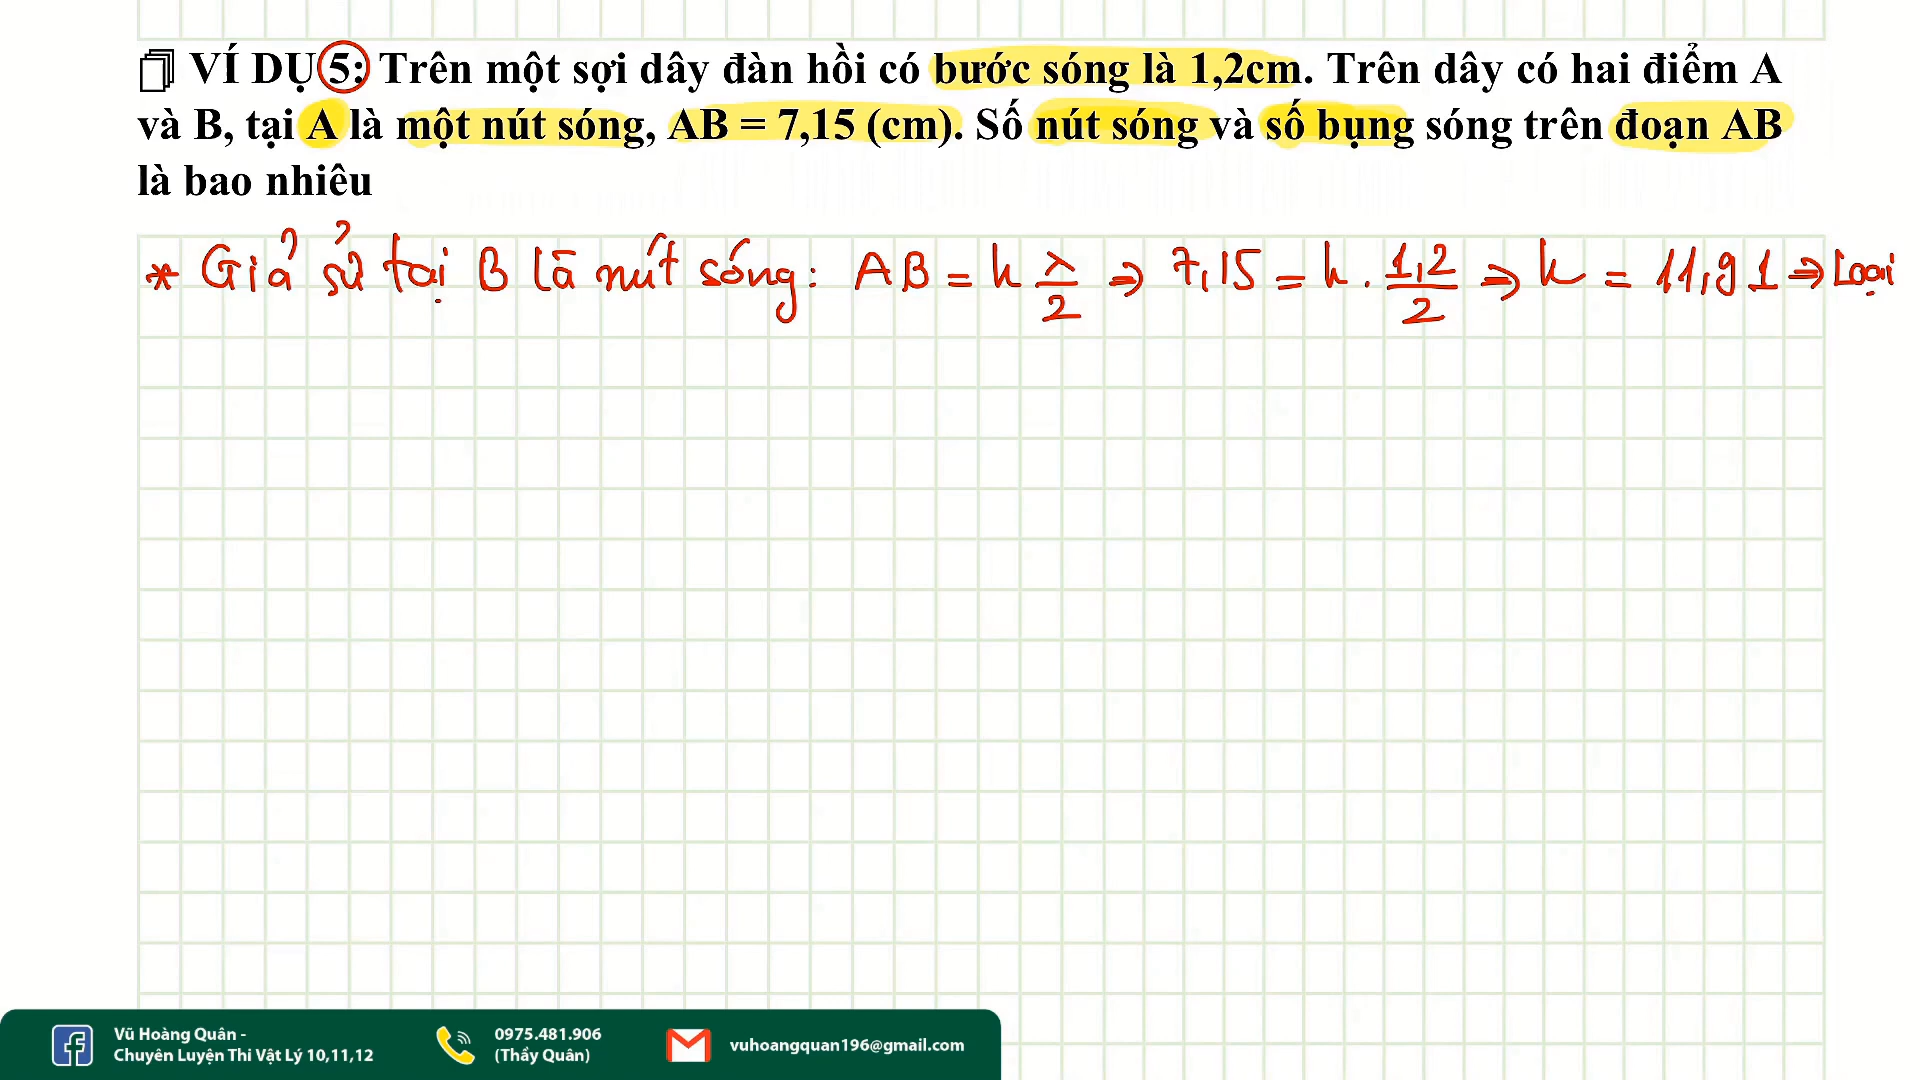 VÍ DỤ 5: Trên một sợi dây đàn hồi có bước sóng là 1,2cm. Trên dây có hai điểm A
và B, tại A là một nút sóng, AB = 7,15 (cm). Số nút sóng và số bụng sóng trên đoạn AB
là bao nhiêu
* Giả sử tại B là nút sóng: AB = k λ/2 => 7,15 = k . 1,2/2 => k = 11,91 => Loại
Vũ Hoàng Quân -
Chuyên Luyện Thi Vật Lý 10,11,12
0975.481.906
(Thầy Quân)
vuhoangquan196@gmail.com